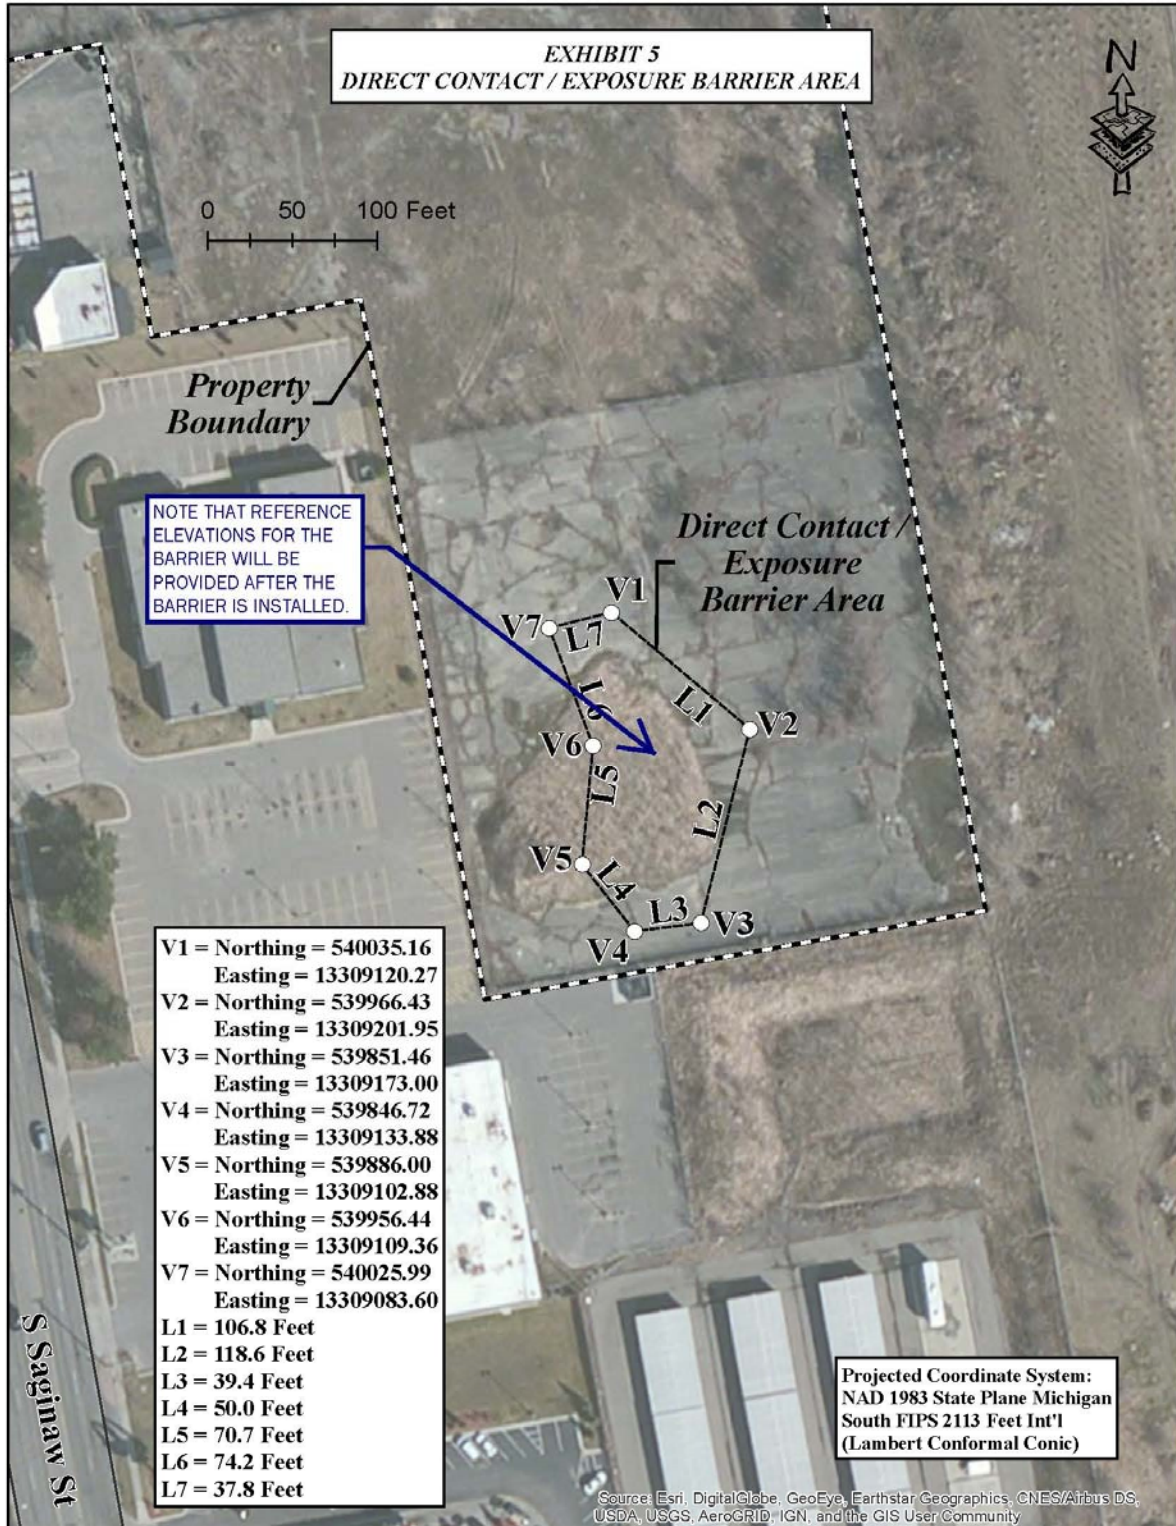 EXHIBIT 5
DIRECT CONTACT / EXPOSURE BARRIER AREA
N
0 50 100 Feet
Property
Boundary
NOTE THAT REFERENCE
ELEVATIONS FOR THE
BARRIER WILL BE
PROVIDED AFTER THE
BARRIER IS INSTALLED.
Direct Contact /
Exposure
Barrier Area
V1
V7
L7
L6
L1
V2
V6
L5
L2
V5
L4
L3
V3
V4
V1 = Northing = 540035.16
Easting = 13309120.27
V2 = Northing = 539966.43
Easting = 13309201.95
V3 = Northing = 539851.46
Easting = 13309173.00
V4 = Northing = 539846.72
Easting = 13309133.88
V5 = Northing = 539886.00
Easting = 13309102.88
V6 = Northing = 539956.44
Easting = 13309109.36
V7 = Northing = 540025.99
Easting = 13309083.60
L1 = 106.8 Feet
L2 = 118.6 Feet
L3 = 39.4 Feet
L4 = 50.0 Feet
L5 = 70.7 Feet
L6 = 74.2 Feet
L7 = 37.8 Feet
S Saginaw St
Projected Coordinate System:
NAD 1983 State Plane Michigan
South FIPS 2113 Feet Int'l
(Lambert Conformal Conic)
Source: Esri, DigitalGlobe, GeoEye, Earthstar Geographics, CNES/Airbus DS,
USDA, USGS, AeroGRID, IGN, and the GIS User Community